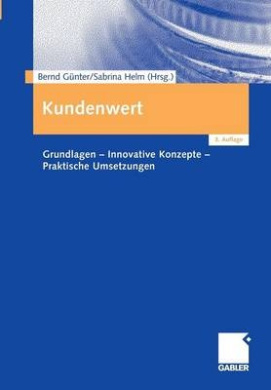 Bernd Günter/Sabrina Helm (Hrsg.)
Kundenwert
3. Auflage
Grundlagen – Innovative Konzepte –
Praktische Umsetzungen
GABLER